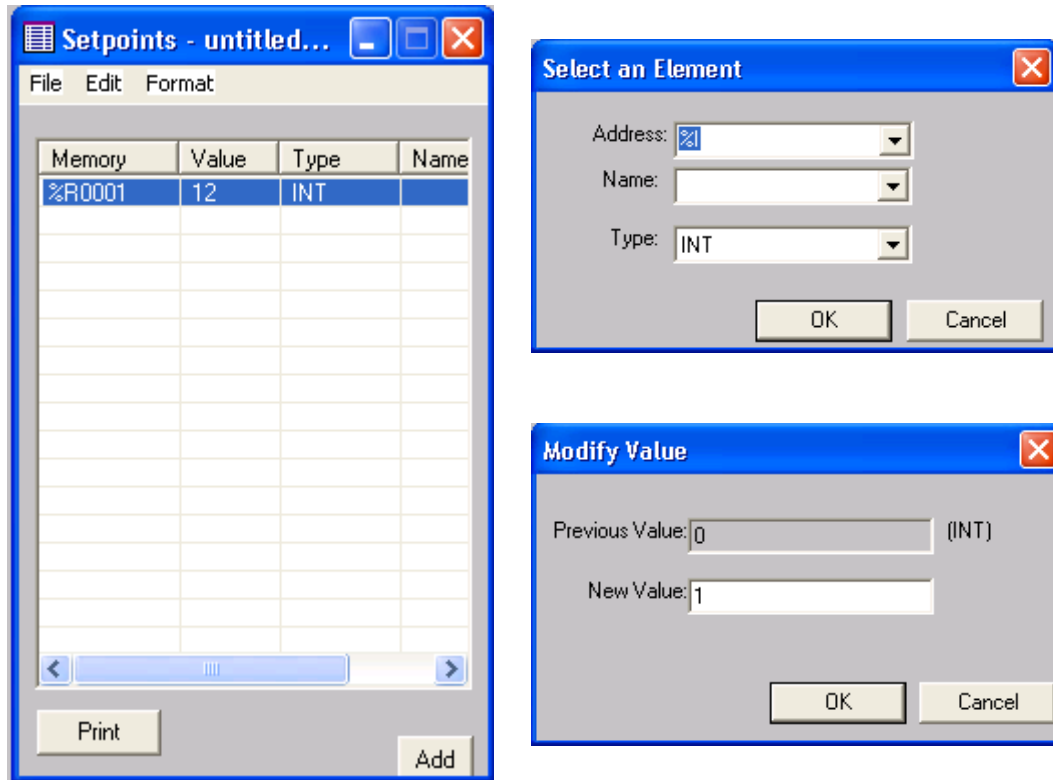 Setpoints - untitled...
File Edit Format
Memory Value Type Name
%R0001 12 INT
Print
Add
Select an Element
Address: %I
Name:
Type: INT
OK Cancel
Modify Value
Previous Value: 0 (INT)
New Value: 1
OK Cancel